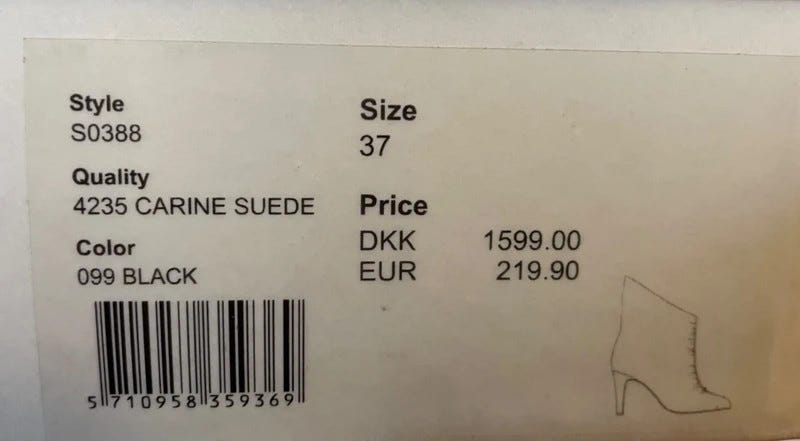 Style
S0388
Quality
4235 CARINE SUEDE
Color
099 BLACK
5 710958 359369
Size
37
Price
DKK 1599.00
EUR 219.90